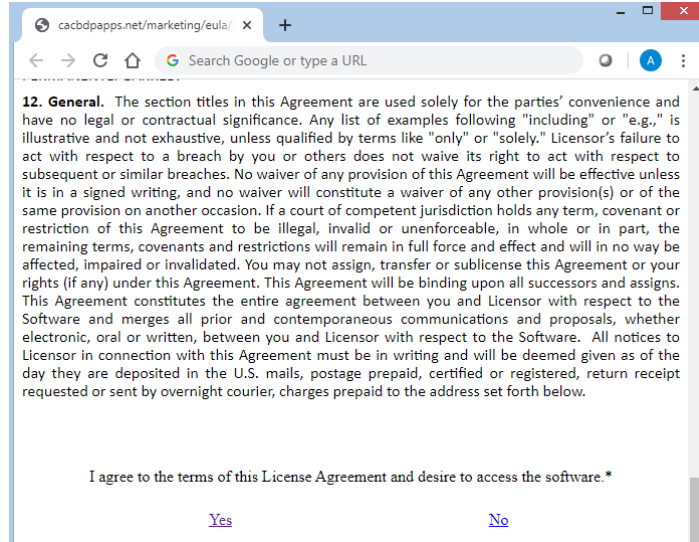 cacbdpapps.net/marketing/eula/
Search Google or type a URL
A
12. General. The section titles in this Agreement are used solely for the parties’ convenience and
have no legal or contractual significance. Any list of examples following "including" or "e.g.," is
illustrative and not exhaustive, unless qualified by terms like "only" or "solely." Licensor’s failure to
act with respect to a breach by you or others does not waive its right to act with respect to
subsequent or similar breaches. No waiver of any provision of this Agreement will be effective unless
it is in a signed writing, and no waiver will constitute a waiver of any other provision(s) or of the
same provision on another occasion. If a court of competent jurisdiction holds any term, covenant or
restriction of this Agreement to be illegal, invalid or unenforceable, in whole or in part, the
remaining terms, covenants and restrictions will remain in full force and effect and will in no way be
affected, impaired or invalidated. You may not assign, transfer or sublicense this Agreement or your
rights (if any) under this Agreement. This Agreement will be binding upon all successors and assigns.
This Agreement constitutes the entire agreement between you and Licensor with respect to the
Software and merges all prior and contemporaneous communications and proposals, whether
electronic, oral or written, between you and Licensor with respect to the Software. All notices to
Licensor in connection with this Agreement must be in writing and will be deemed given as of the
day they are deposited in the U.S. mails, postage prepaid, certified or registered, return receipt
requested or sent by overnight courier, charges prepaid to the address set forth below.
I agree to the terms of this License Agreement and desire to access the software.*
Yes No